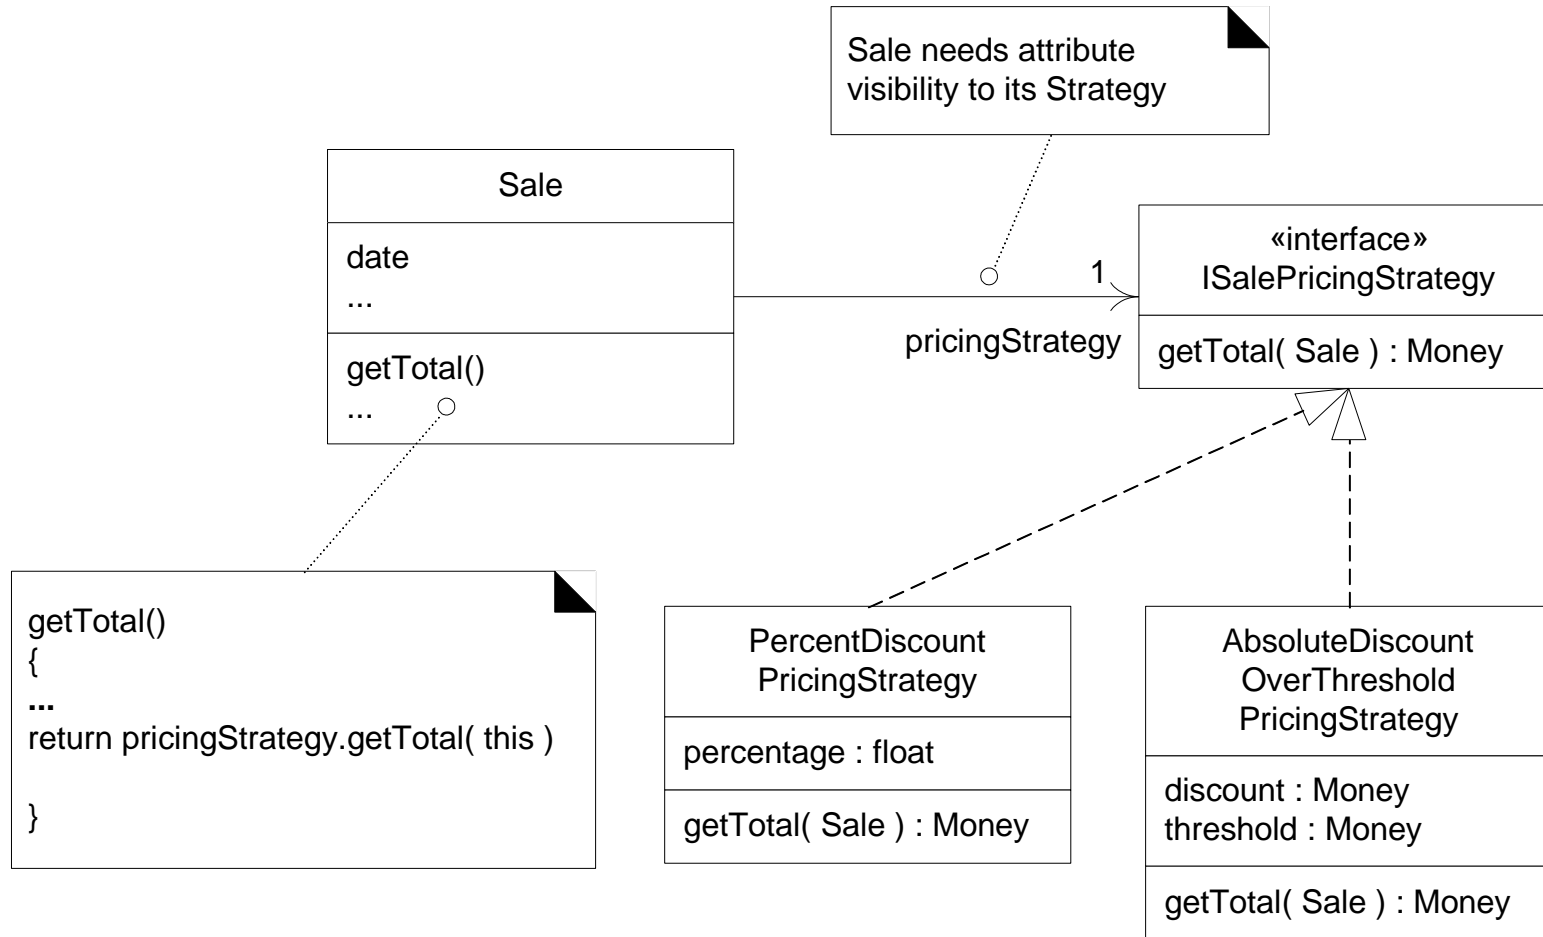 Sale needs attribute
visibility to its Strategy
Sale
date
...
getTotal()
...
1
pricingStrategy
«interface»
ISalePricingStrategy
getTotal( Sale ) : Money
getTotal()
{
...
return pricingStrategy.getTotal( this )
}
PercentDiscount
PricingStrategy
percentage : float
getTotal( Sale ) : Money
AbsoluteDiscount
OverThreshold
PricingStrategy
discount : Money
threshold : Money
getTotal( Sale ) : Money